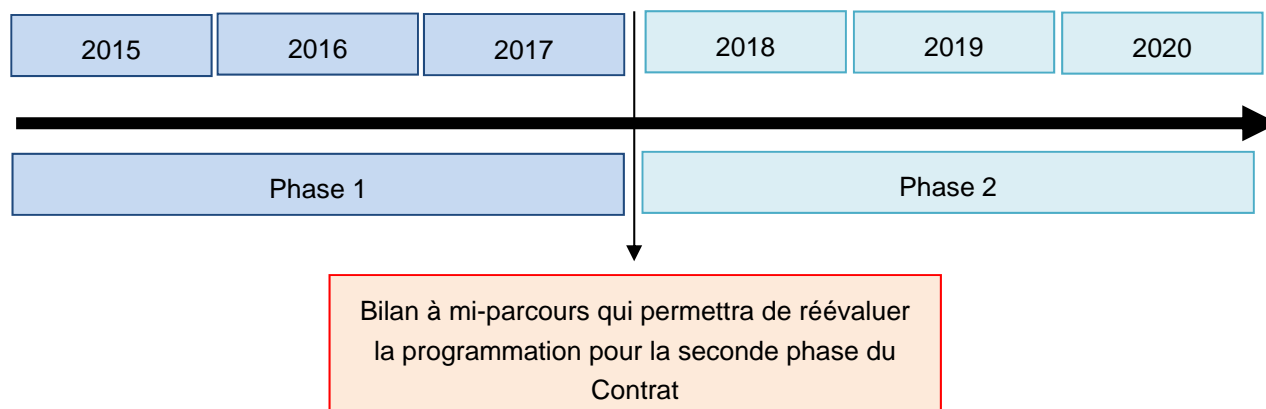 2015 2016 2017 2018 2019 2020
Phase 1 Phase 2
Bilan à mi-parcours qui permettra de réévaluer
la programmation pour la seconde phase du
Contrat